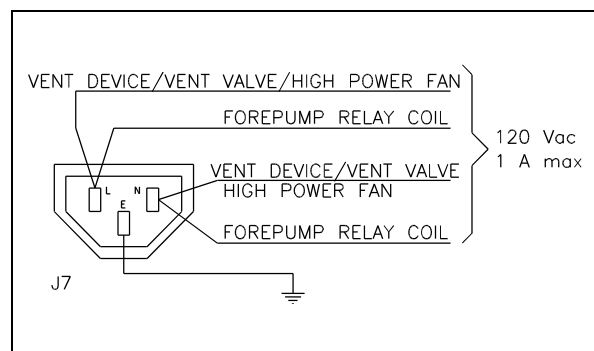 VENT DEVICE/VENT VALVE/HIGH POWER FAN
FOREPUMP RELAY COIL
120 Vac
1 A max
L
N
E
VENT DEVICE/VENT VALVE
HIGH POWER FAN
FOREPUMP RELAY COIL
J7